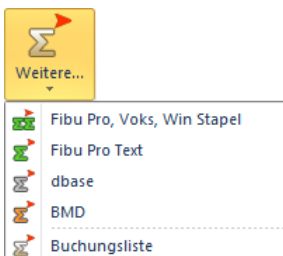 Weitere...
Fibu Pro, Voks, Win Stapel
Fibu Pro Text
dbase
BMD
Buchungsliste